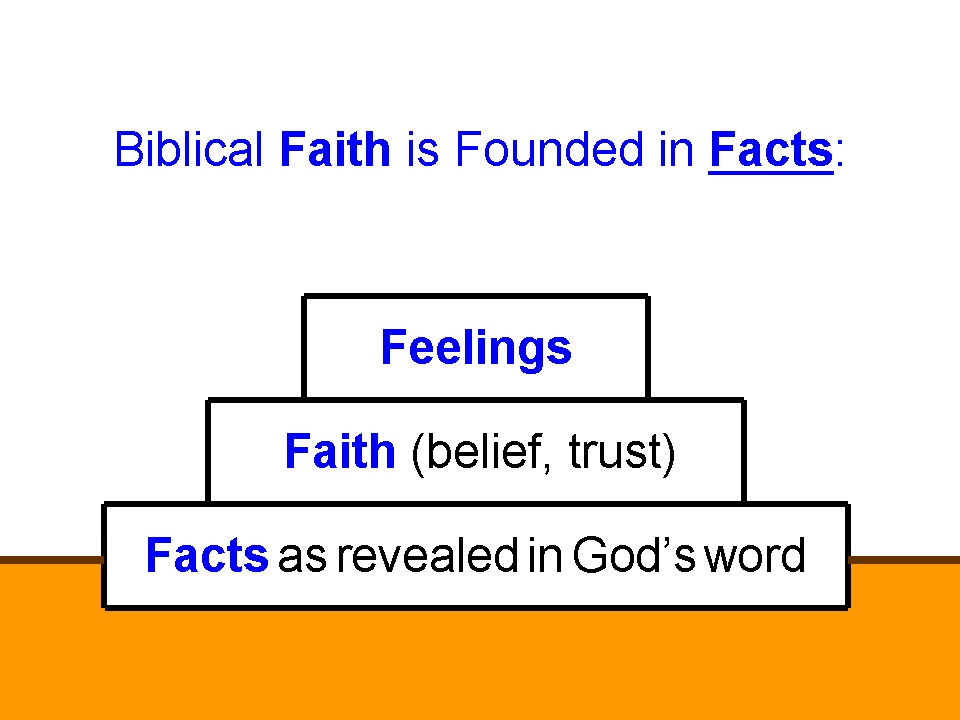 Biblical Faith is Founded in Facts:
Feelings
Faith (belief, trust)
Facts as revealed in God’s word